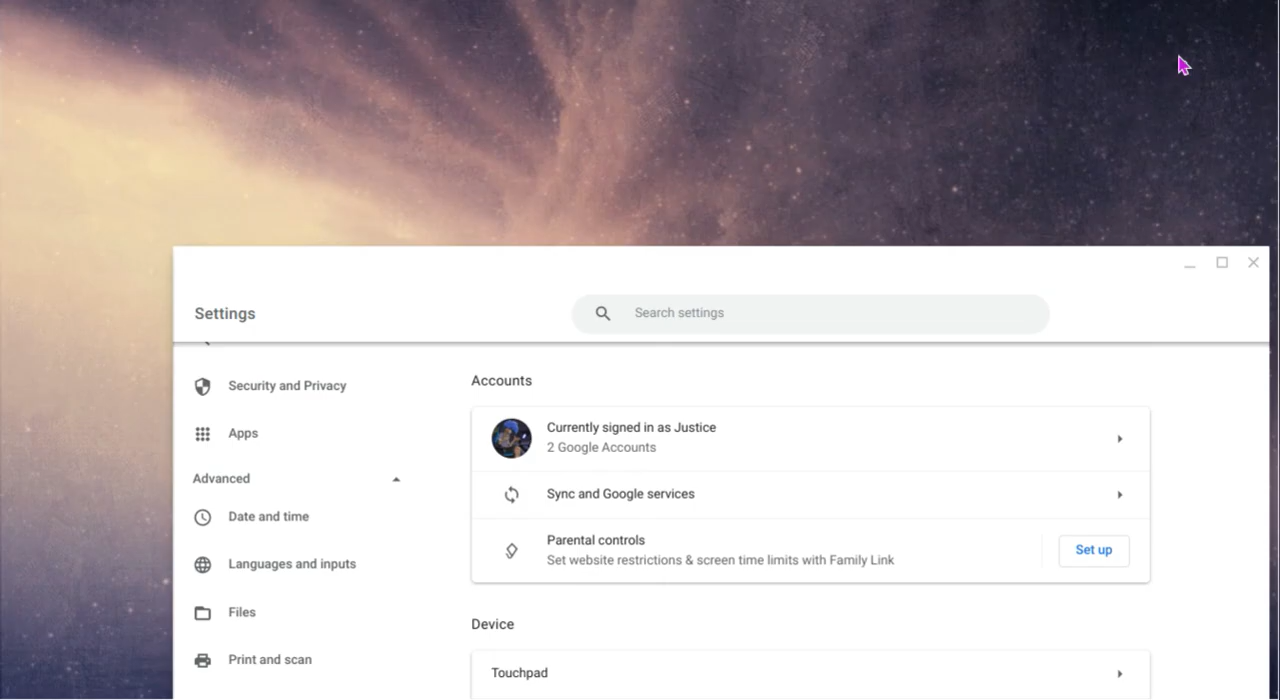 Settings
Search settings
Security and Privacy
Apps
Advanced
Date and time
Languages and inputs
Files
Print and scan
Accounts
Currently signed in as Justice
2 Google Accounts
Sync and Google services
Parental controls
Set website restrictions & screen time limits with Family Link
Set up
Device
Touchpad